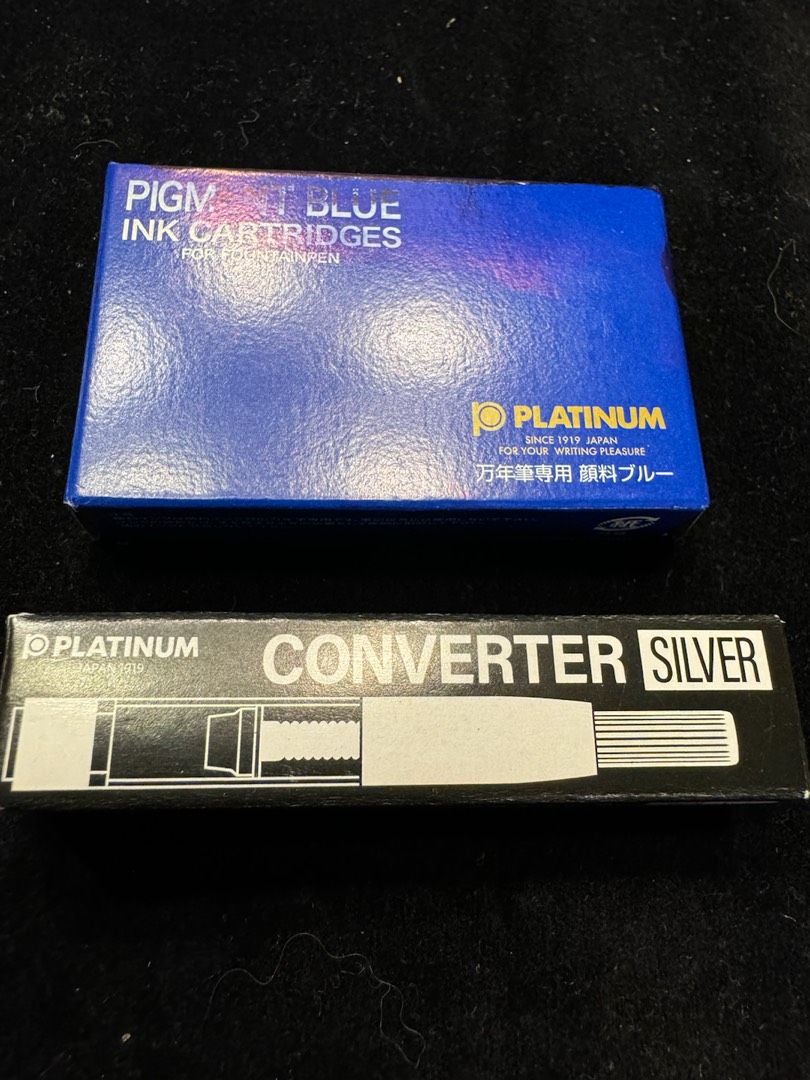 PIGMENT BLUE
INK CARTRIDGES
FOR FOUNTAINPEN
PLATINUM
SINCE 1919 JAPAN
FOR YOUR WRITING PLEASURE
万年筆専用 顔料ブルー
PLATINUM
JAPAN 1919
CONVERTER SILVER